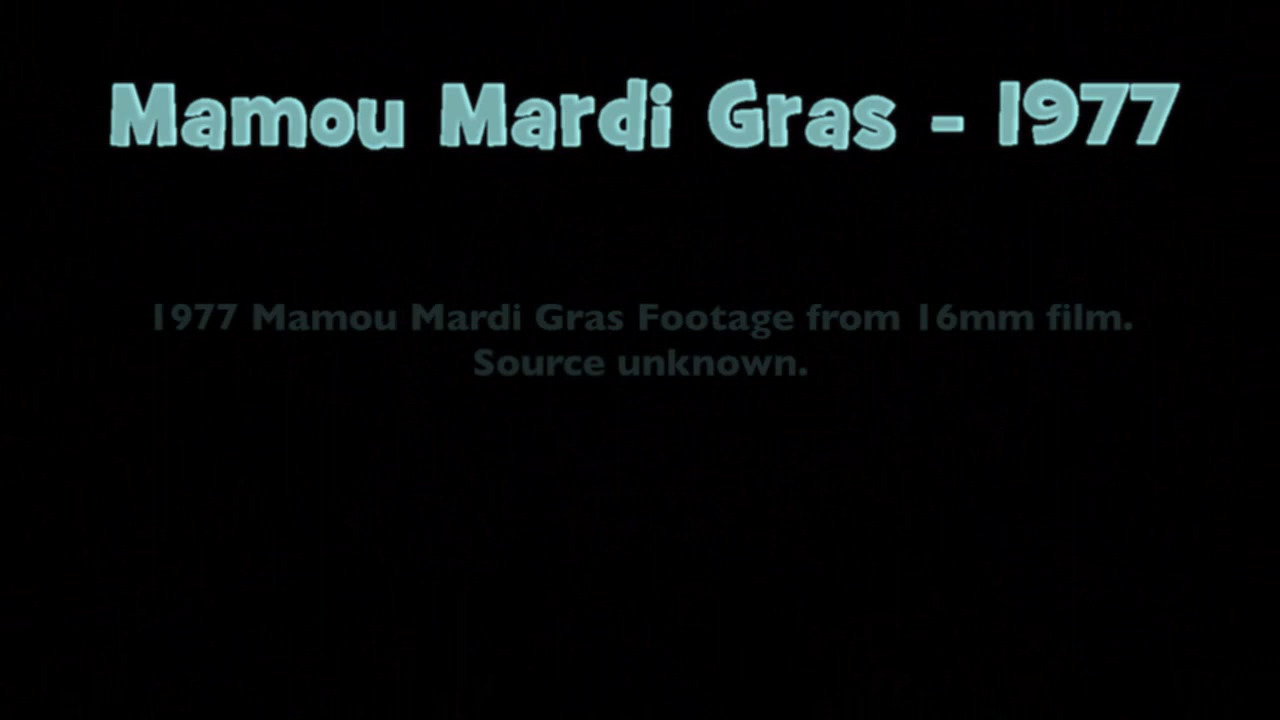 Mamou Mardi Gras - 1977
1977 Mamou Mardi Gras Footage from 16mm film.
Source unknown.